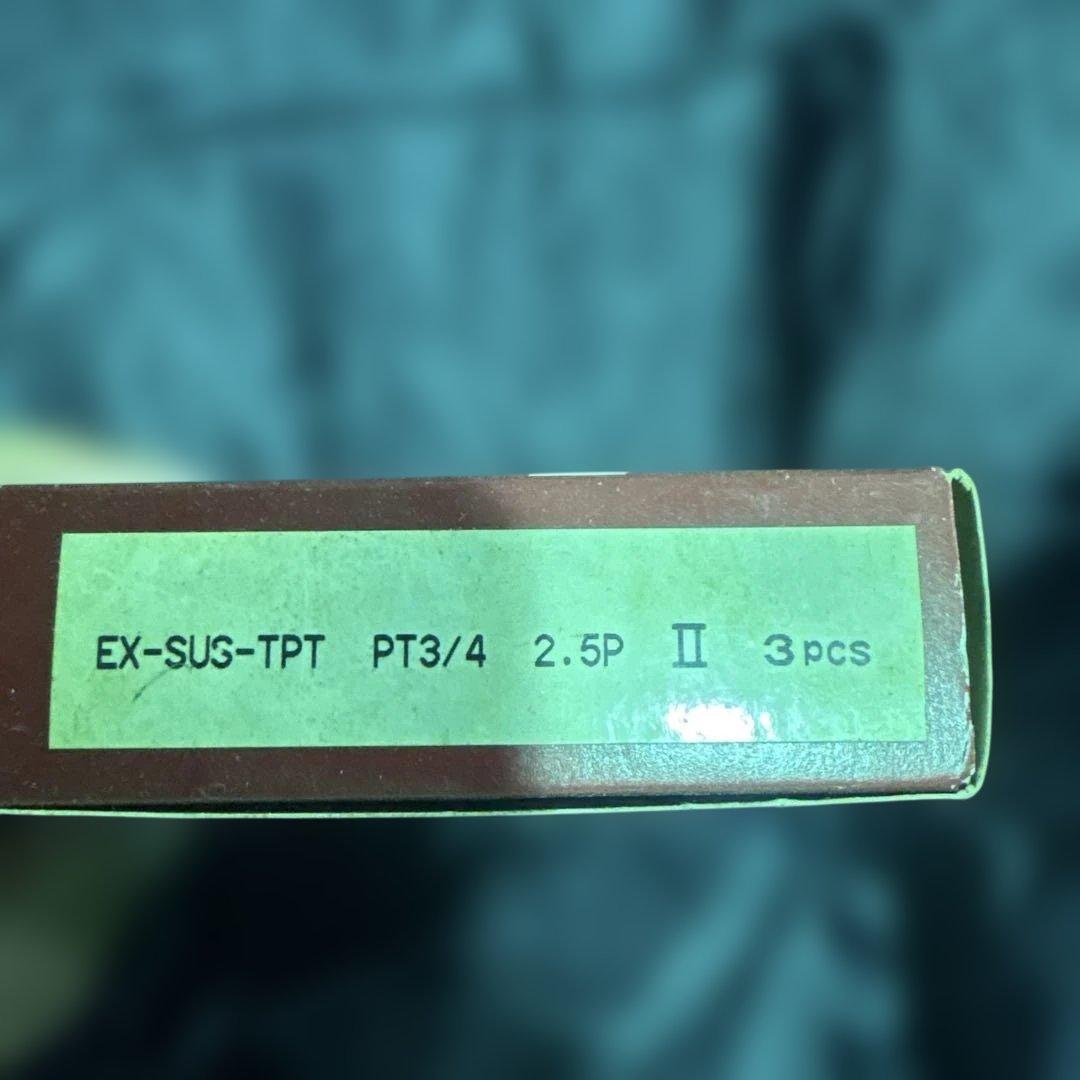 EX-SUS-TPT PT3/4 2.5P Ⅱ 3pcs